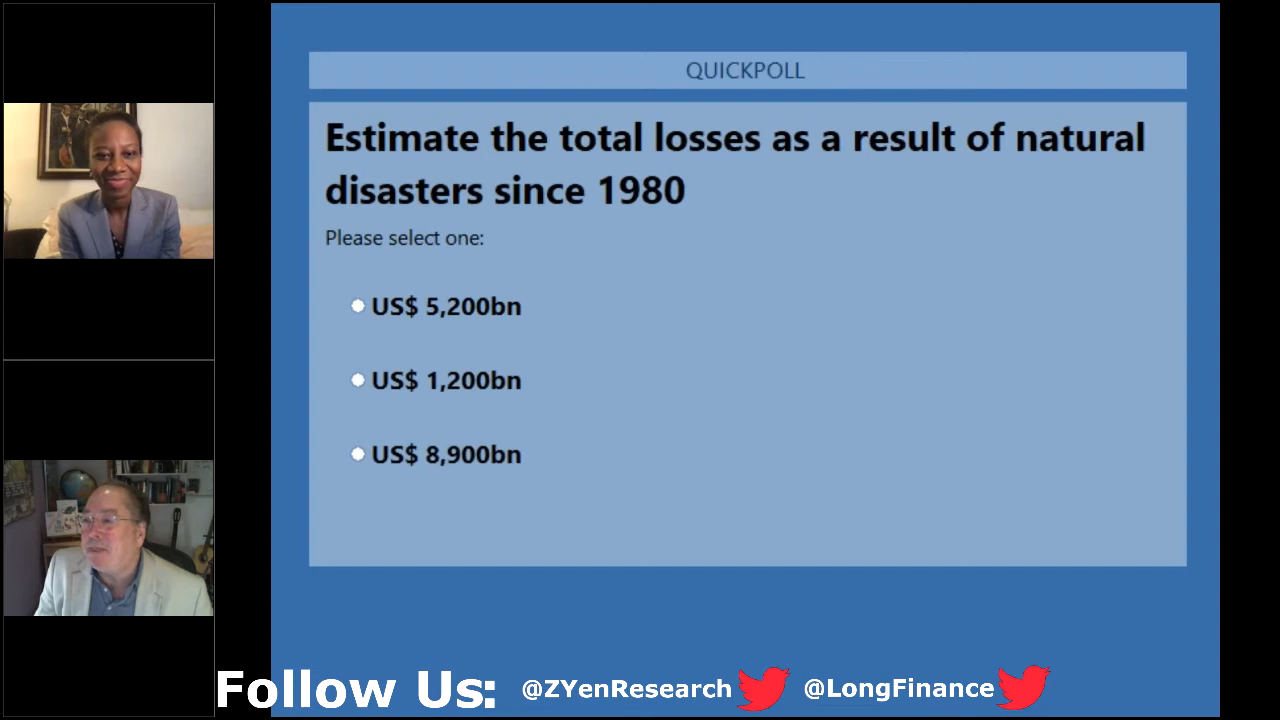 QUICKPOLL
Estimate the total losses as a result of natural
disasters since 1980
Please select one:
US$ 5,200bn
US$ 1,200bn
US$ 8,900bn
Follow Us: @ZYenResearch @LongFinance